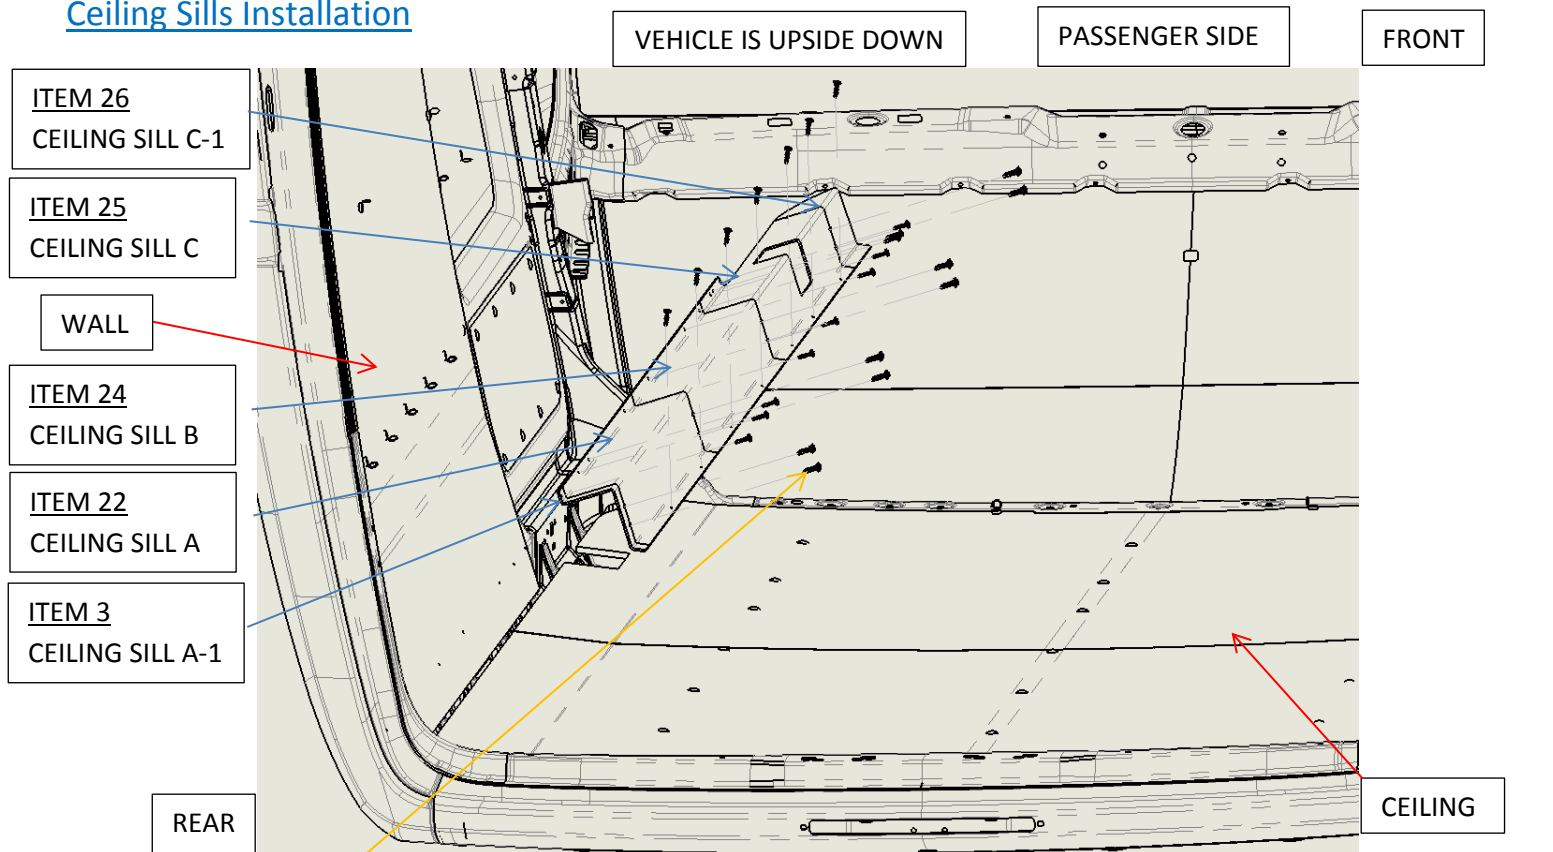 Ceiling Sills Installation
VEHICLE IS UPSIDE DOWN
PASSENGER SIDE
FRONT
ITEM 26
CEILING SILL C-1
ITEM 25
CEILING SILL C
WALL
ITEM 24
CEILING SILL B
ITEM 22
CEILING SILL A
ITEM 3
CEILING SILL A-1
REAR
CEILING